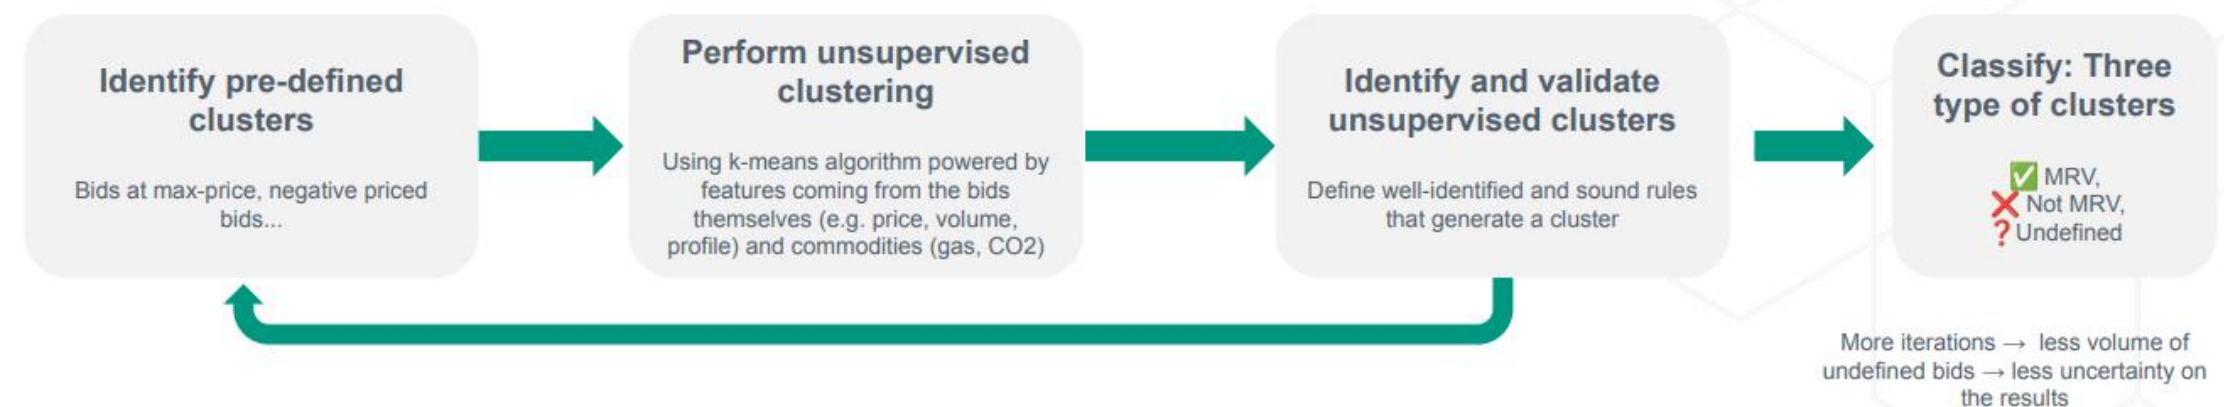 Identify pre-defined
clusters
Bids at max-price, negative priced
bids...
Perform unsupervised
clustering
Using k-means algorithm powered by
features coming from the bids
themselves (e.g. price, volume,
profile) and commodities (gas, CO2)
Identify and validate
unsupervised clusters
Define well-identified and sound rules
that generate a cluster
Classify: Three
type of clusters
✅ MRV,
❌ Not MRV,
❓ Undefined
More iterations → less volume of
undefined bids → less uncertainty on
the results